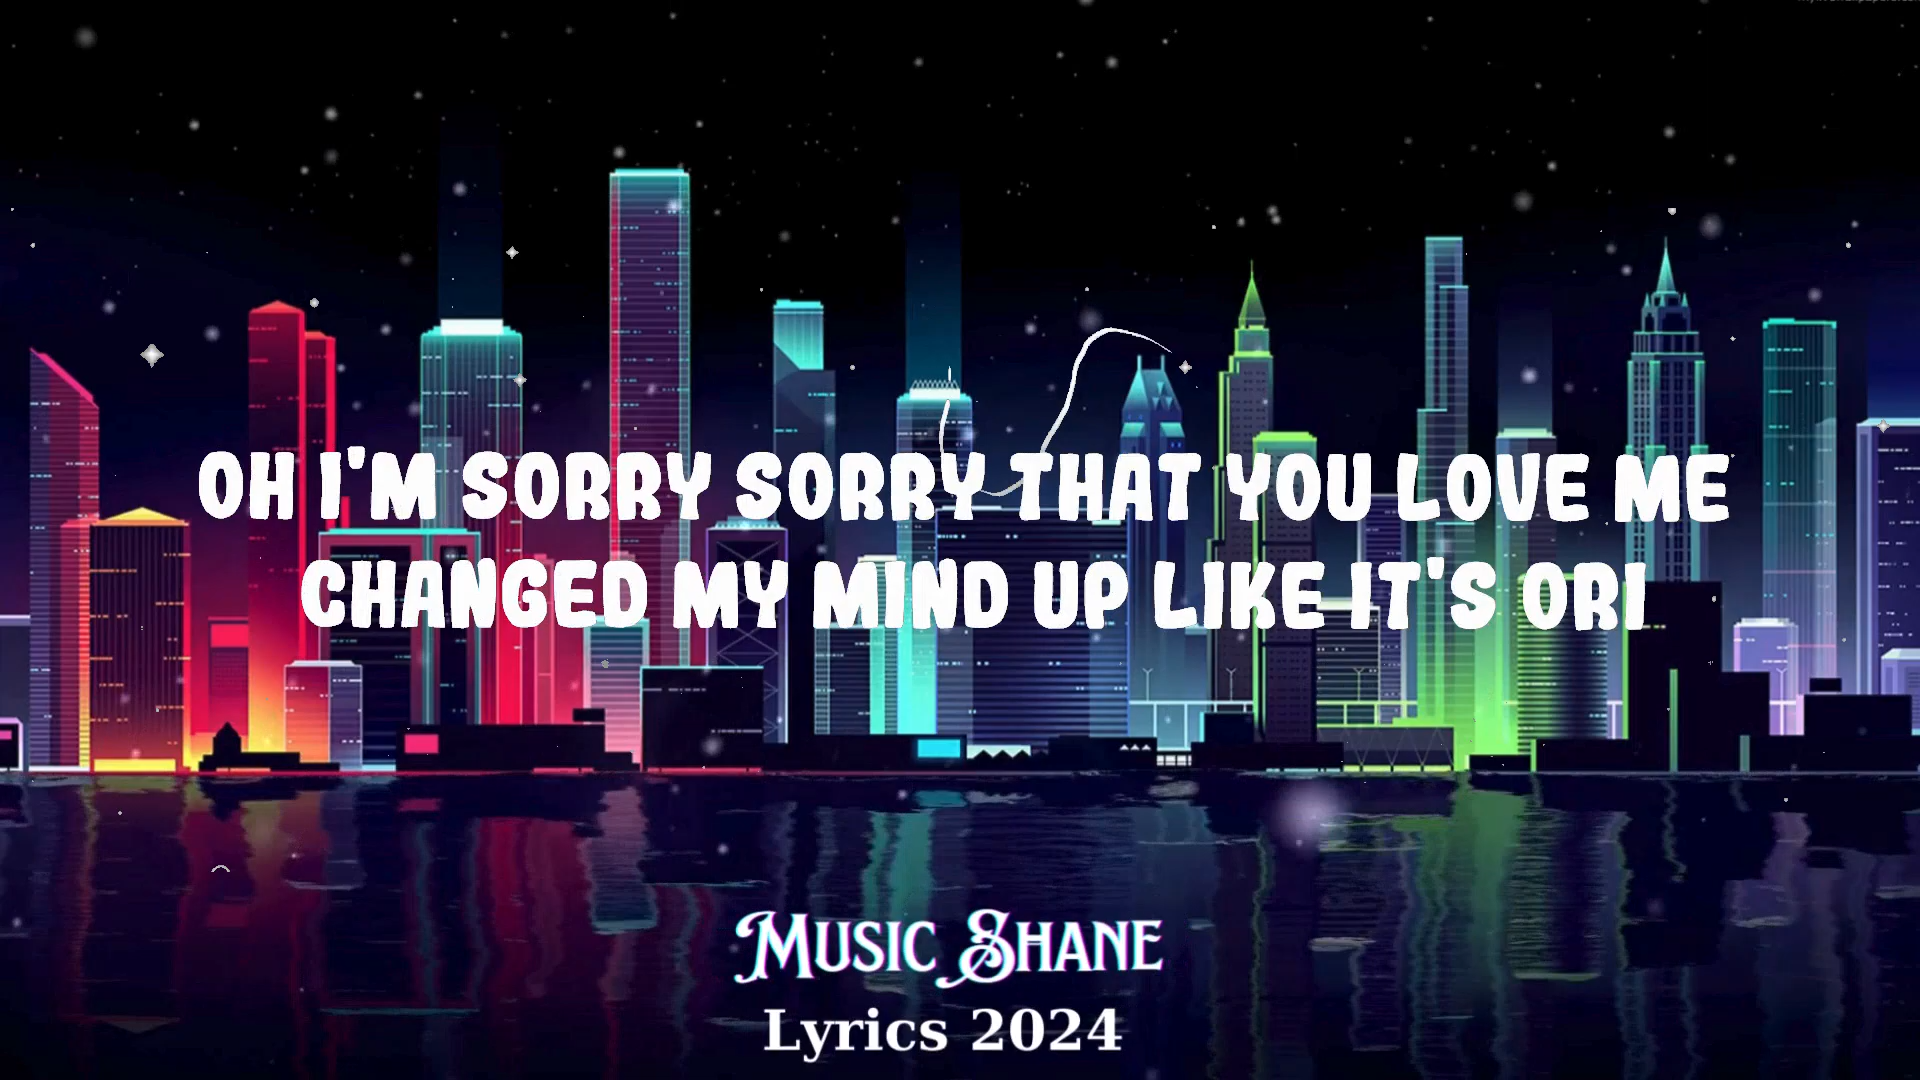 OH I'M SORRY SORRY THAT YOU LOVE ME
CHANGED MY MIND UP LIKE IT'S ORI
Music Shane
Lyrics 2024